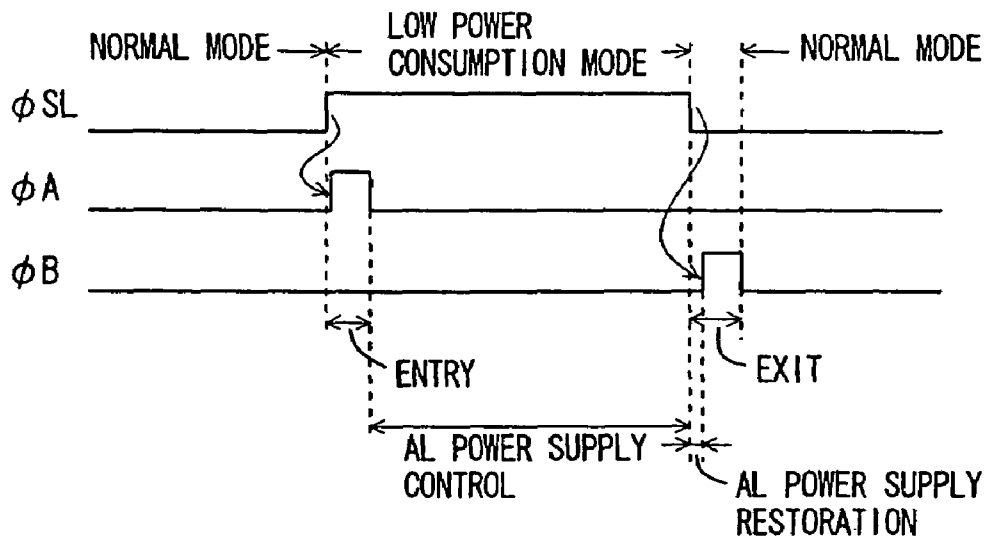 NORMAL MODE
LOW POWER
CONSUMPTION MODE
NORMAL MODE
φSL
φA
φB
ENTRY
EXIT
AL POWER SUPPLY
CONTROL
AL POWER SUPPLY
RESTORATION